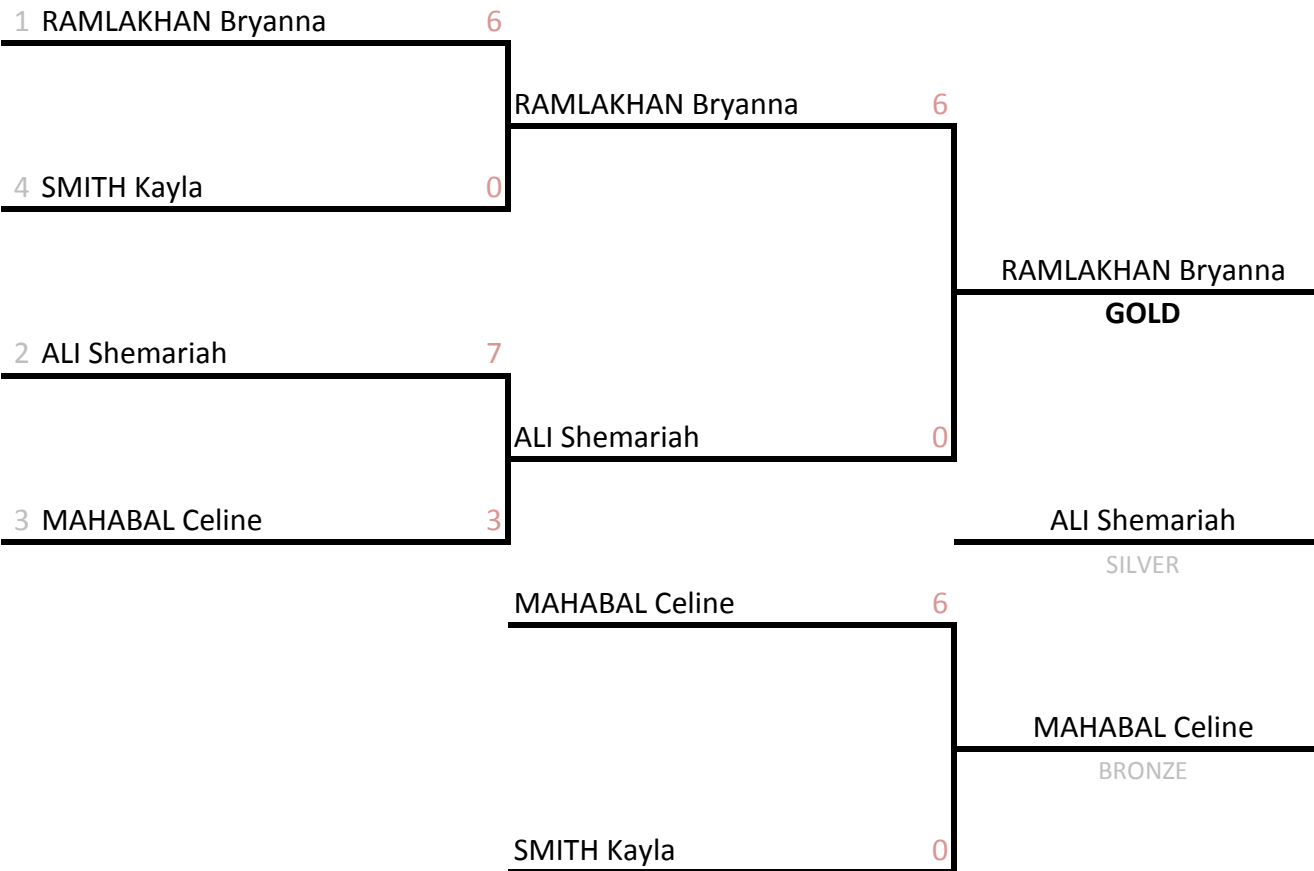 1 RAMLAKHAN Bryanna 6
RAMLAKHAN Bryanna 6
4 SMITH Kayla 0
RAMLAKHAN Bryanna
GOLD
2 ALI Shemariah 7
ALI Shemariah 0
3 MAHABAL Celine 3
ALI Shemariah
SILVER
MAHABAL Celine 6
MAHABAL Celine
BRONZE
SMITH Kayla 0